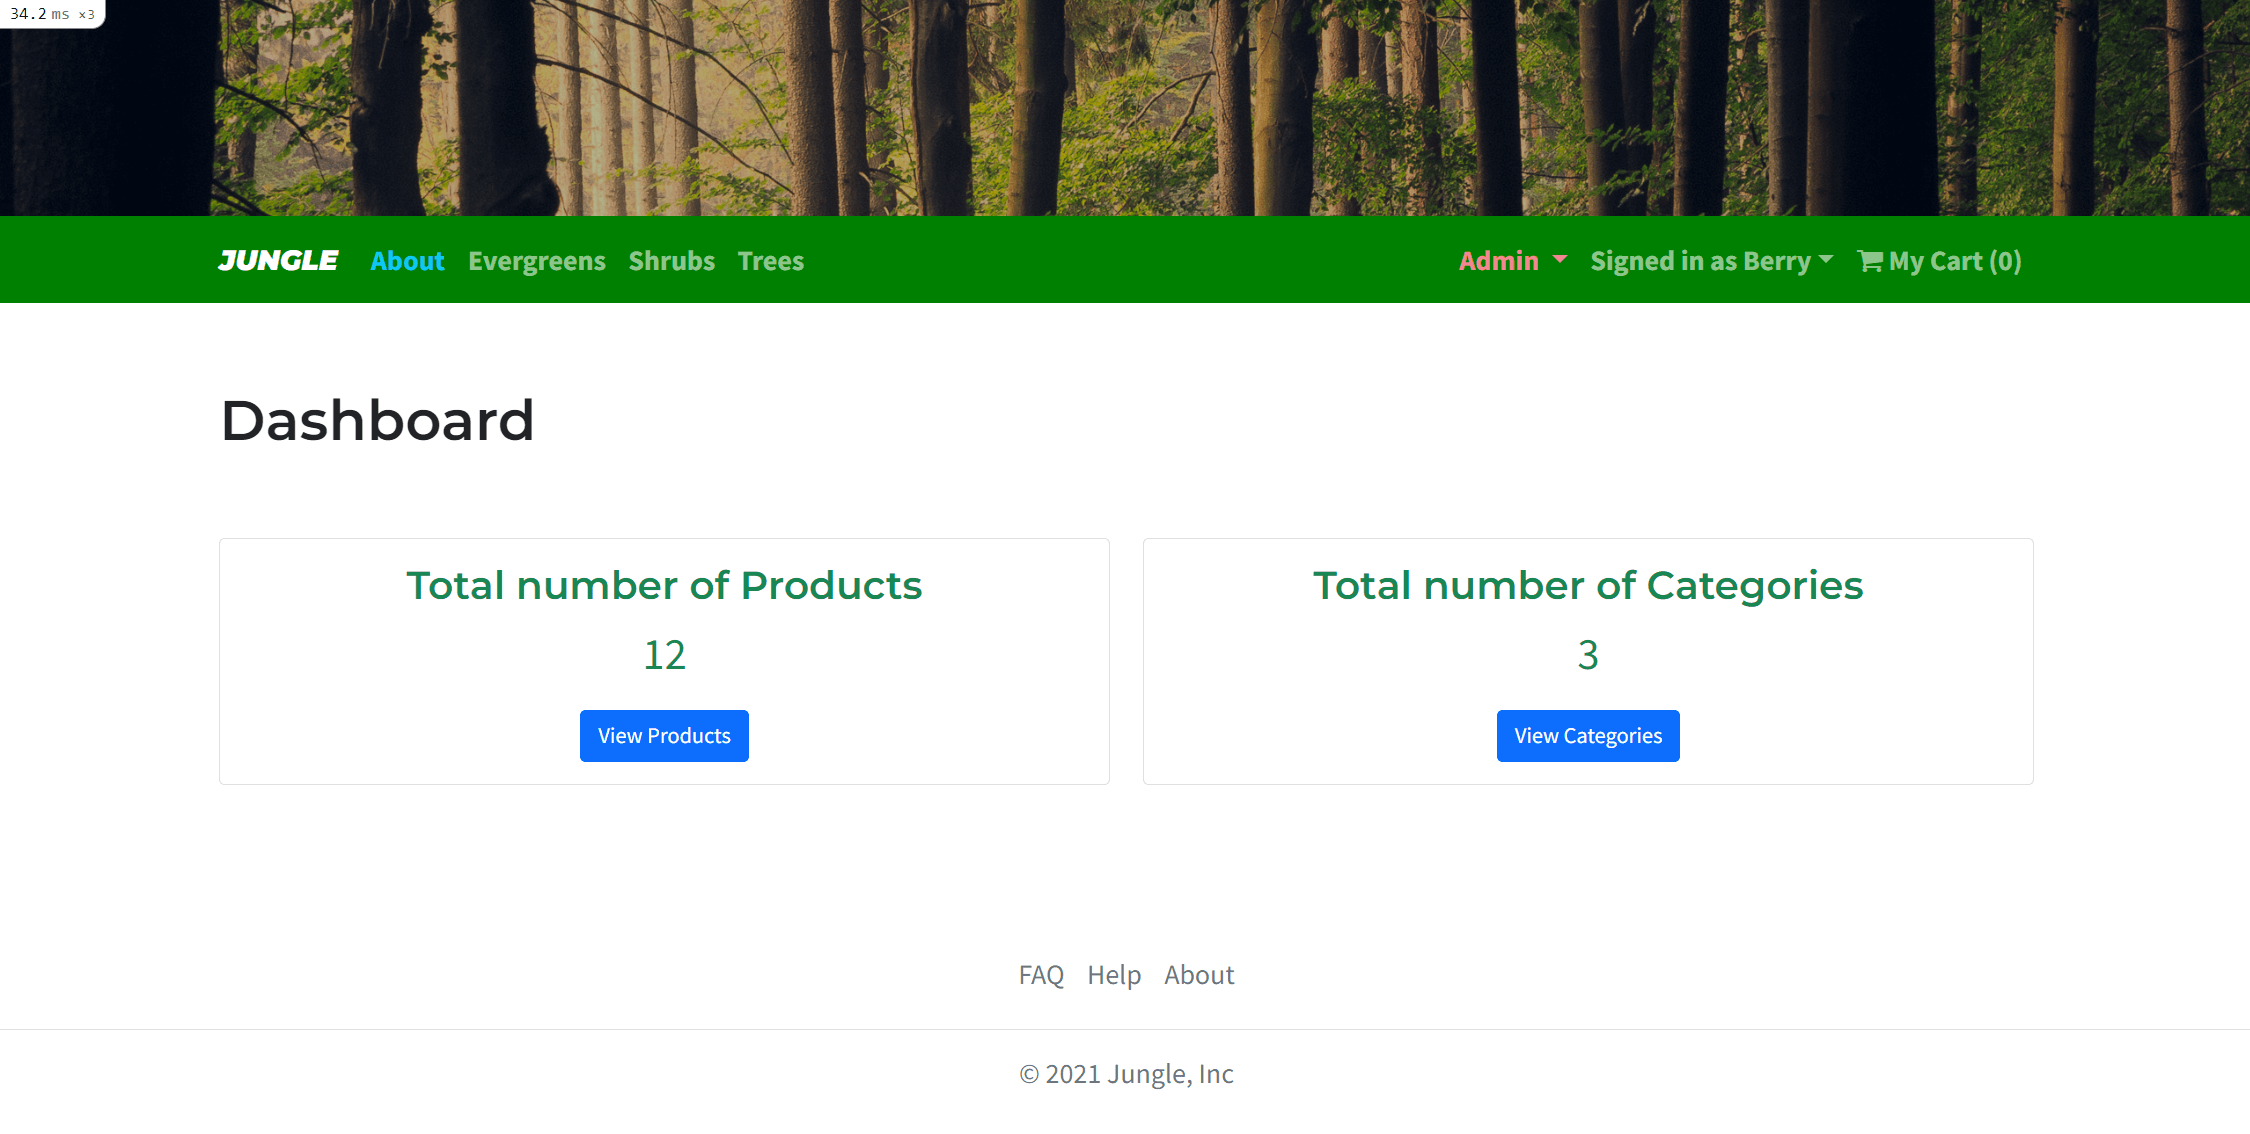 34.2 ms ×3
JUNGLE About Evergreens Shrubs Trees Admin Signed in as Berry My Cart (0)
Dashboard
Total number of Products
12
View Products
Total number of Categories
3
View Categories
FAQ Help About
© 2021 Jungle, Inc